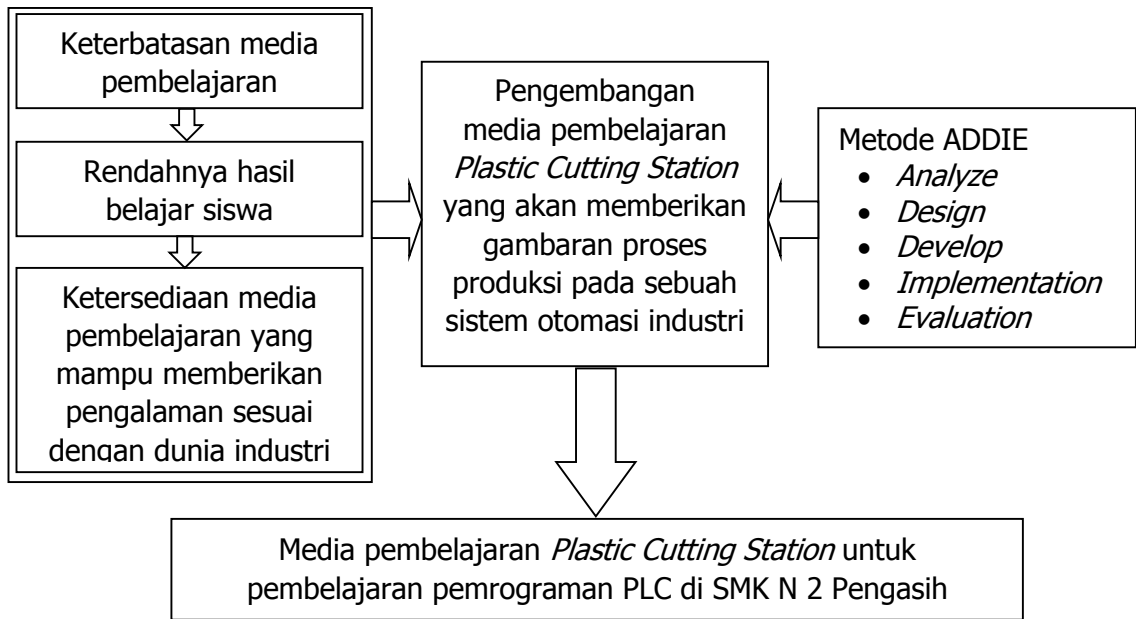 Keterbatasan media
pembelajaran
Rendahnya hasil
belajar siswa
Ketersediaan media
pembelajaran yang
mampu memberikan
pengalaman sesuai
dengan dunia industri
Pengembangan
media pembelajaran
Plastic Cutting Station
yang akan memberikan
gambaran proses
produksi pada sebuah
sistem otomasi industri
Metode ADDIE
• Analyze
• Design
• Develop
• Implementation
• Evaluation
Media pembelajaran Plastic Cutting Station untuk
pembelajaran pemrograman PLC di SMK N 2 Pengasih